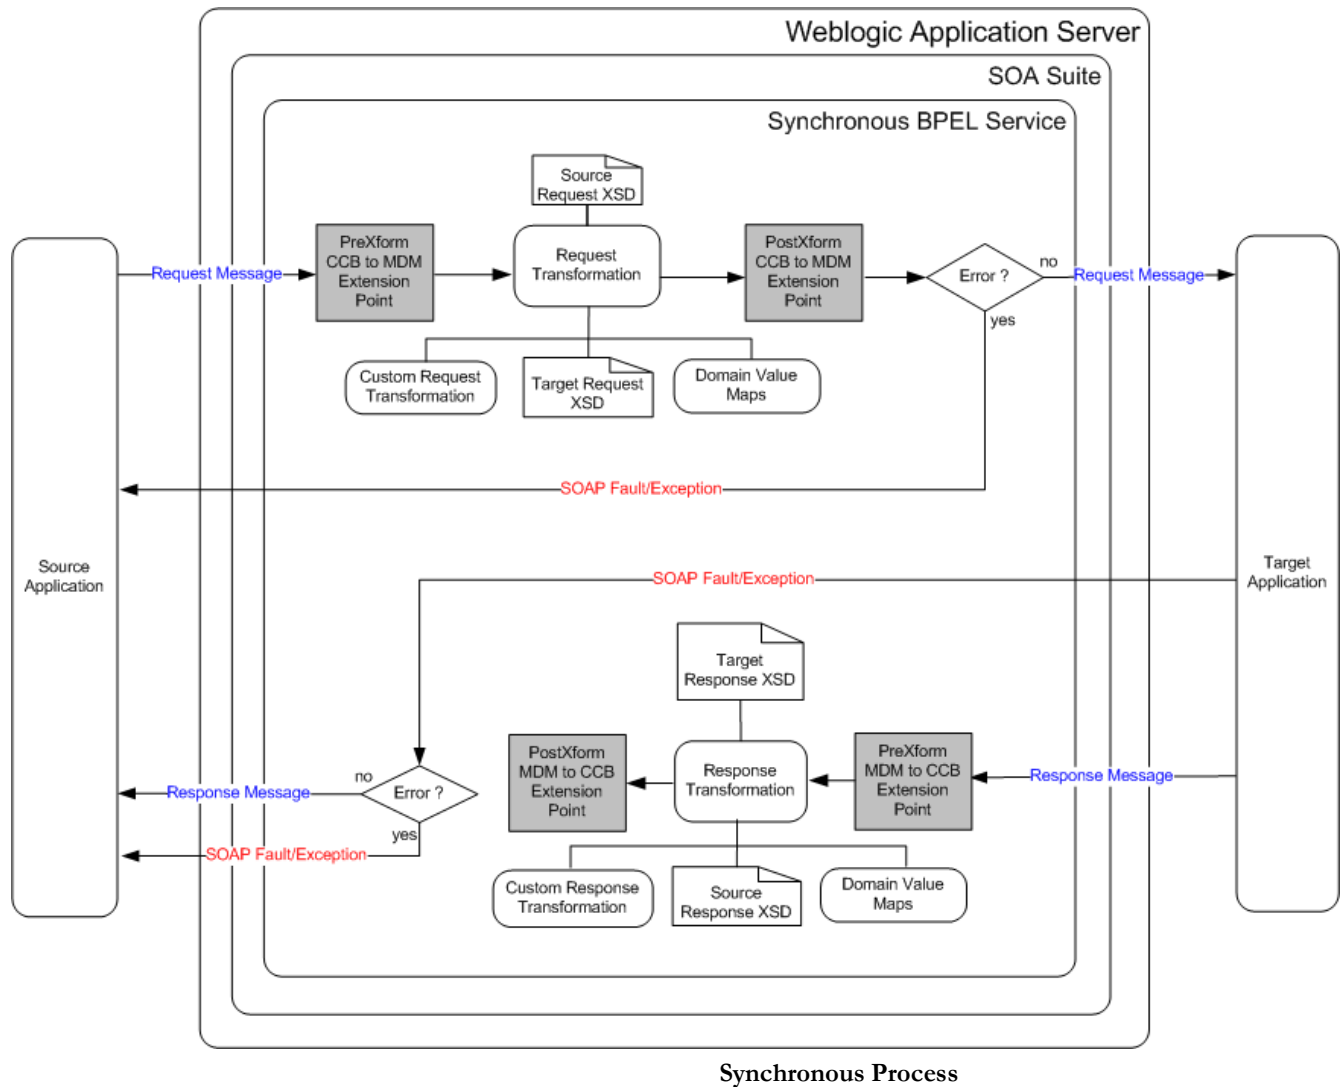 Weblogic Application Server
SOA Suite
Synchronous BPEL Service
Source
Request XSD
PreXform
CCB to MDM
Extension
Point
Request
Transformation
PostXform
CCB to MDM
Extension
Point
Error ?
no
yes
Request Message
Request Message
Custom Request
Transformation
Target Request
XSD
Domain Value
Maps
SOAP Fault/Exception
Source
Application
Target
Application
SOAP Fault/Exception
Target
Response XSD
PostXform
MDM to CCB
Extension
Point
Response
Transformation
PreXform
MDM to CCB
Extension
Point
Response Message
no
Response Message
Error ?
yes
SOAP Fault/Exception
Custom Response
Transformation
Source
Response XSD
Domain Value
Maps
Synchronous Process